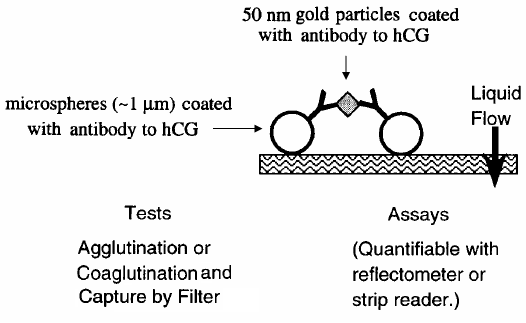 50 nm gold particles coated
with antibody to hCG
microspheres (~1 µm) coated
with antibody to hCG
Liquid
Flow
Tests
Agglutination or
Coaglutination and
Capture by Filter
Assays
(Quantifiable with
reflectometer or
strip reader.)